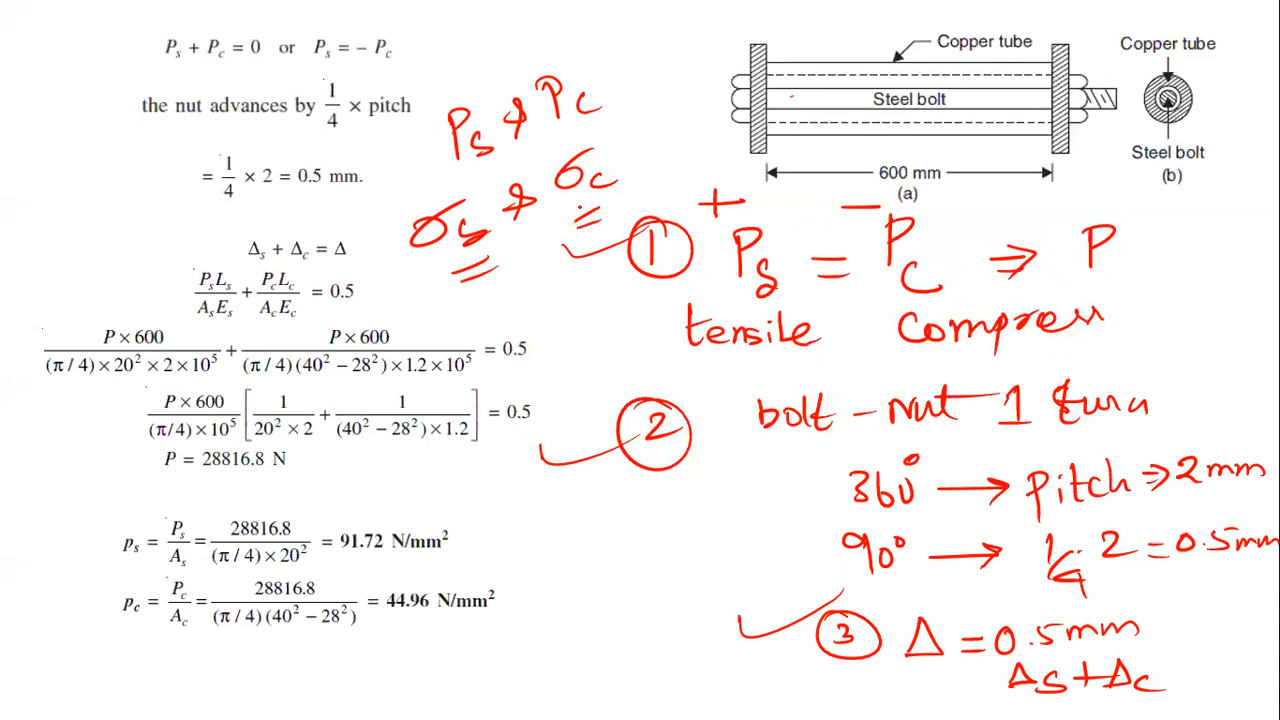 P_s + P_c = 0 or P_s = – P_c
the nut advances by 1/4 × pitch
= 1/4 × 2 = 0.5 mm.
Δ_s + Δ_c = Δ
P_sL_s/A_sE_s + P_cL_c/A_cE_c = 0.5
P × 600/(π / 4) × 20² × 2 × 10⁵ + P × 600/(π / 4)(40² – 28²) × 1.2 × 10⁵ = 0.5
P × 600/(π/4) × 10⁵ [1/20² × 2 + 1/(40² – 28²) × 1.2] = 0.5
P = 28816.8 N
p_s = P_s/A_s = 28816.8/(π / 4) × 20² = 91.72 N/mm²
p_c = P_c/A_c = 28816.8/(π / 4)(40² – 28²) = 44.96 N/mm²
P_s & P_c
σ_s & σ_c
Copper tube
Steel bolt
600 mm
(a)
Copper tube
Steel bolt
(b)
+ –
1 P_s = P_c ⇒ P
tensile compress
2 bolt – nut 1 turn
360° → pitch ⇒ 2 mm
90° → 1/4 · 2 = 0.5 mm
3 Δ = 0.5 mm
Δs + Δc